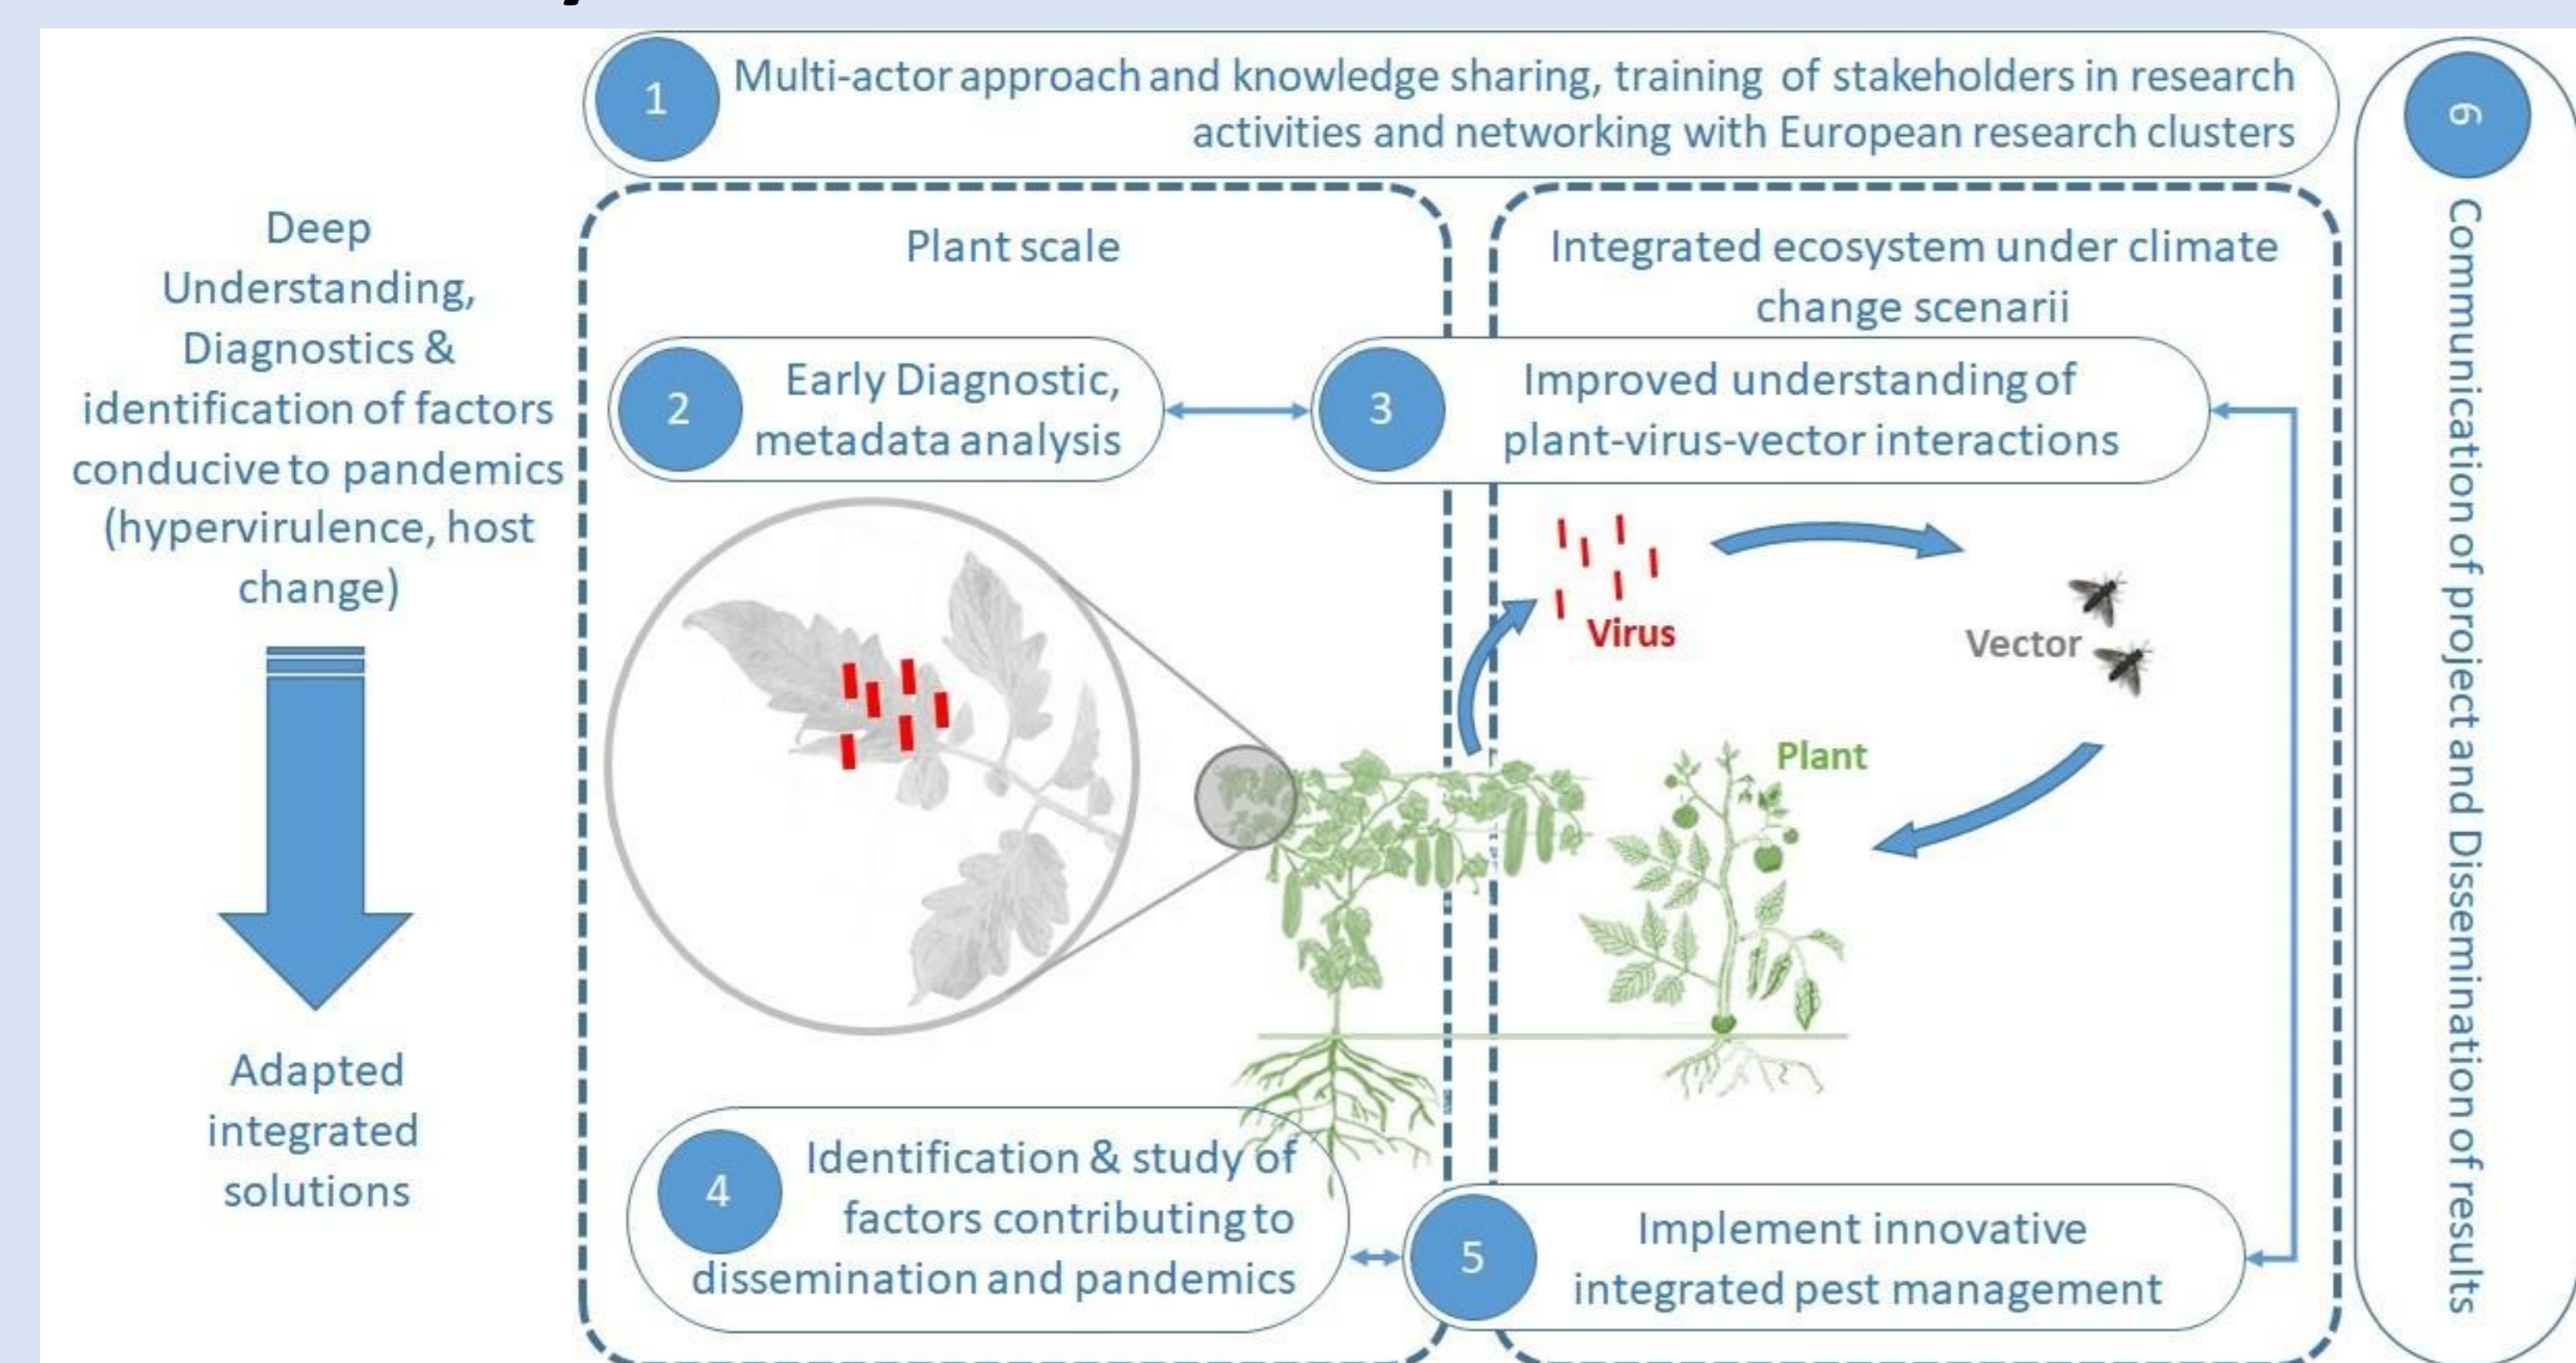 1
Multi-actor approach and knowledge sharing, training of stakeholders in research
activities and networking with European research clusters
Deep
Understanding,
Diagnostics &
identification of factors
conducive to pandemics
(hypervirulence, host
change)
Adapted
integrated
solutions
Plant scale
Integrated ecosystem under climate
change scenarii
2
Early Diagnostic,
metadata analysis
3
Improved understanding of
plant-virus-vector interactions
Virus
Vector
Plant
4
Identification & study of
factors contributing to
dissemination and pandemics
5
Implement innovative
integrated pest management
6
Communication of project and Dissemination of results